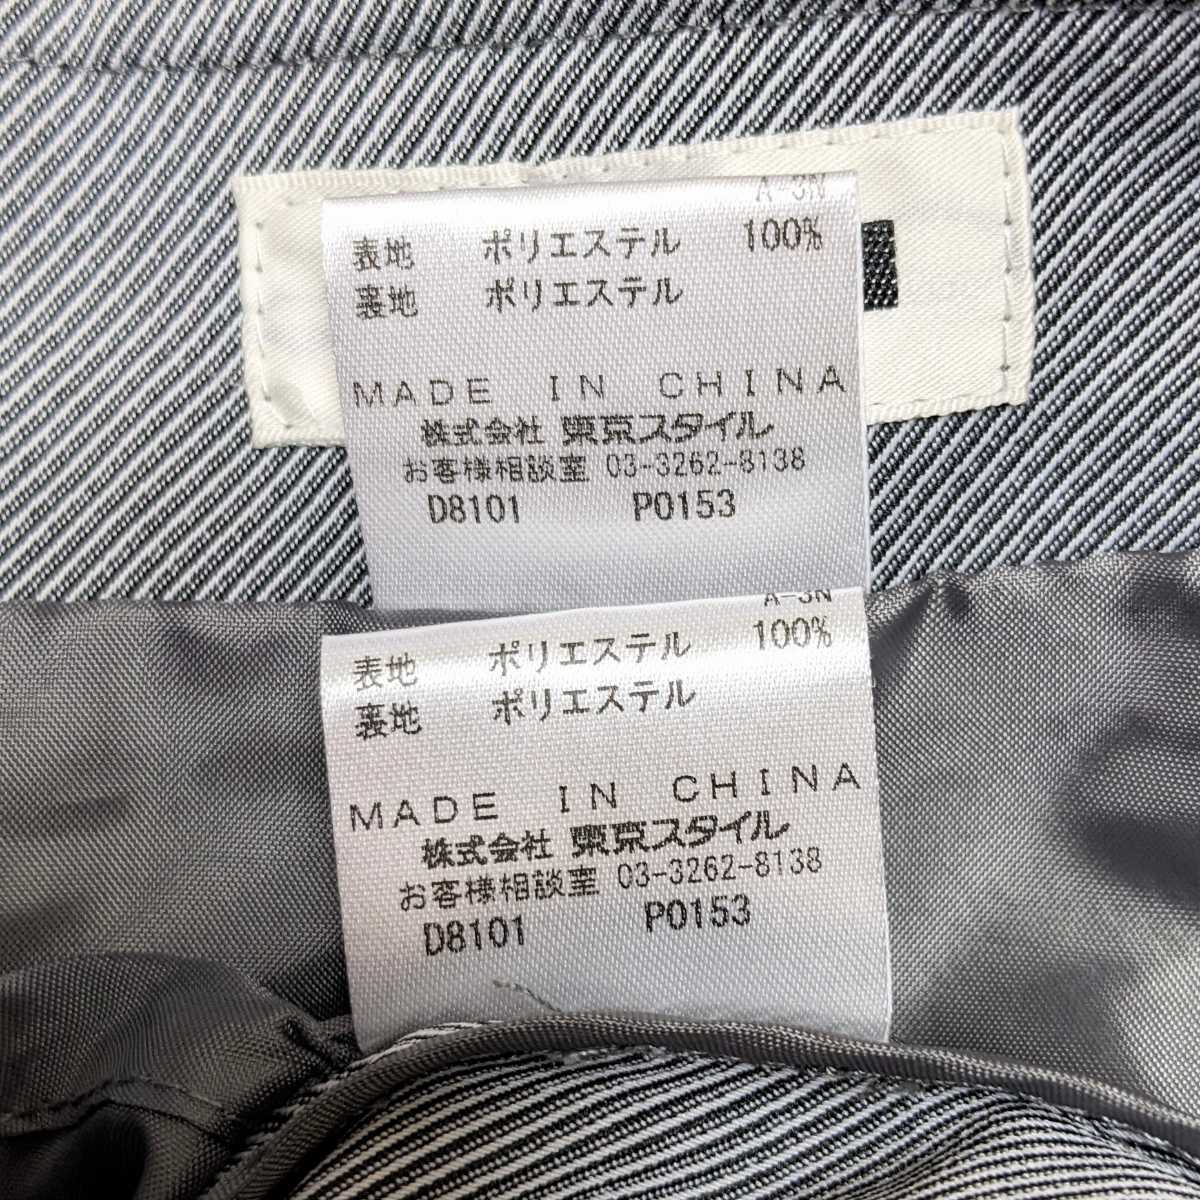 A-3N
表地 ポリエステル 100%
裏地 ポリエステル
MADE IN CHINA
株式会社 東京スタイル
お客様相談室 03-3262-8138
D8101 P0153
A-3N
表地 ポリエステル 100%
裏地 ポリエステル
MADE IN CHINA
株式会社 東京スタイル
お客様相談室 03-3262-8138
D8101 P0153